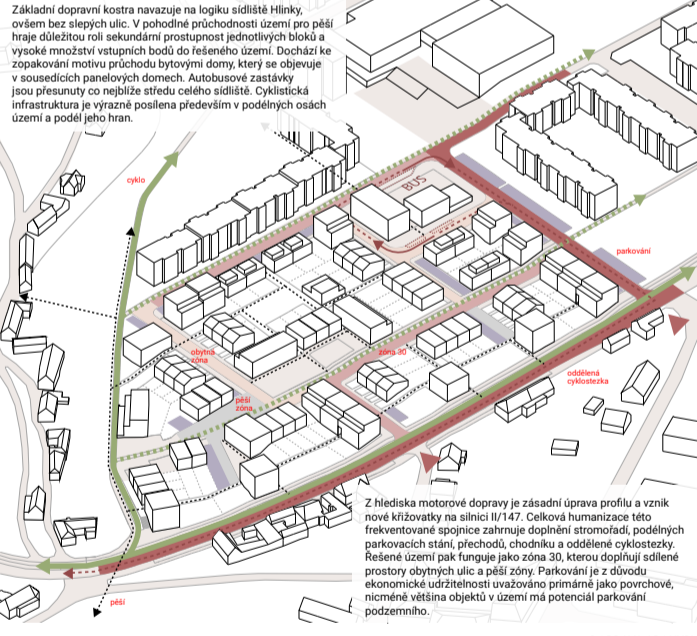 Základní dopravní kostra navazuje na logiku sídliště Hlinky,
ovšem bez slepých ulic. V pohodlné průchodnosti území pro pěší
hraje důležitou roli sekundární prostupnost jednotlivých bloků a
vysoké množství vstupních bodů do řešeného území. Dochází ke
zopakování motivu průchodu bytovými domy, který se objevuje
v sousedících panelových domech. Autobusové zastávky
jsou přesunuty co nejblíže středu celého sídliště. Cyklistická
infrastruktura je výrazně posílena především v podélných osách
území a podél jeho hran.
cyklo
BUS
parkování
obytná
zóna
zóna 30
oddělená
cyklostezka
pěší
zóna
Z hlediska motorové dopravy je zásadní úprava profilu a vznik
nové křižovatky na silnici II/147. Celková humanizace této
frekventované spojnice zahrnuje doplnění stromořadí, podélných
parkovacích stání, přechodů, chodníku a oddělené cyklostezky.
Řešené území pak funguje jako zóna 30, kterou doplňují sdílené
prostory obytných ulic a pěší zóny. Parkování je z důvodu
ekonomické udržitelnosti uvažováno primárně jako povrchové,
nicméně většina objektů v území má potenciál parkování
podzemního.
pěší